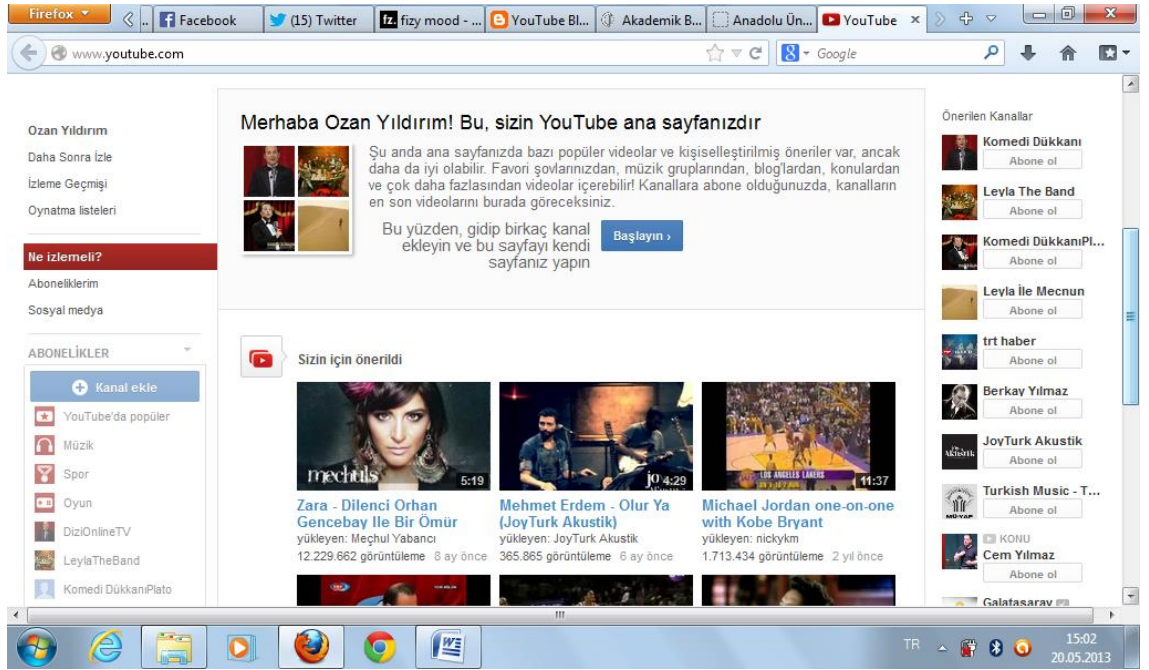 Firefox
..
Facebook
(15) Twitter
fizy mood - ...
YouTube Bl...
Akademik B...
Anadolu Ün...
YouTube
www.youtube.com
Google
Ozan Yıldırım
Daha Sonra İzle
İzleme Geçmişi
Oynatma listeleri
Ne izlemeli?
Aboneliklerim
Sosyal medya
ABONELİKLER
Kanal ekle
YouTube'da popüler
Müzik
Spor
Oyun
DiziOnlineTV
LeylaTheBand
Komedi DükkanıPlato
Merhaba Ozan Yıldırım! Bu, sizin YouTube ana sayfanızdır
Şu anda ana sayfanızda bazı popüler videolar ve kişiselleştirilmiş öneriler var, ancak
daha da iyi olabilir. Favori şovlarınızdan, müzik gruplarından, blog'lardan, konulardan
ve çok daha fazlasından videolar içerebilir! Kanallara abone olduğunuzda, kanalların
en son videolarını burada göreceksiniz.
Bu yüzden, gidip birkaç kanal
ekleyin ve bu sayfayı kendi
sayfanız yapın
Başlayın ›
Sizin için önerildi
mechuls
5:19
Zara - Dilenci Orhan
Gencebay Ile Bir Ömür
yükleyen: Meçhul Yabancı
12.229.662 görüntüleme 8 ay önce
jo
4:29
Mehmet Erdem - Olur Ya
(JoyTurk Akustik)
yükleyen: JoyTurk Akustik
365.865 görüntüleme 6 ay önce
LOS ANGELES LAKERS
11:37
Michael Jordan one-on-one
with Kobe Bryant
yükleyen: nickykm
1.713.434 görüntüleme 2 yıl önce
Önerilen Kanallar
Komedi Dükkanı
Abone ol
Leyla The Band
Abone ol
Komedi DükkanıPl...
Abone ol
Leyla İle Mecnun
Abone ol
trt haber
Abone ol
Berkay Yılmaz
Abone ol
JoyTurk Akustik
Abone ol
Turkish Music - T...
MÜ-YAP
Abone ol
KONU
Cem Yılmaz
Abone ol
Galatasaray
TR
15:02
20.05.2013